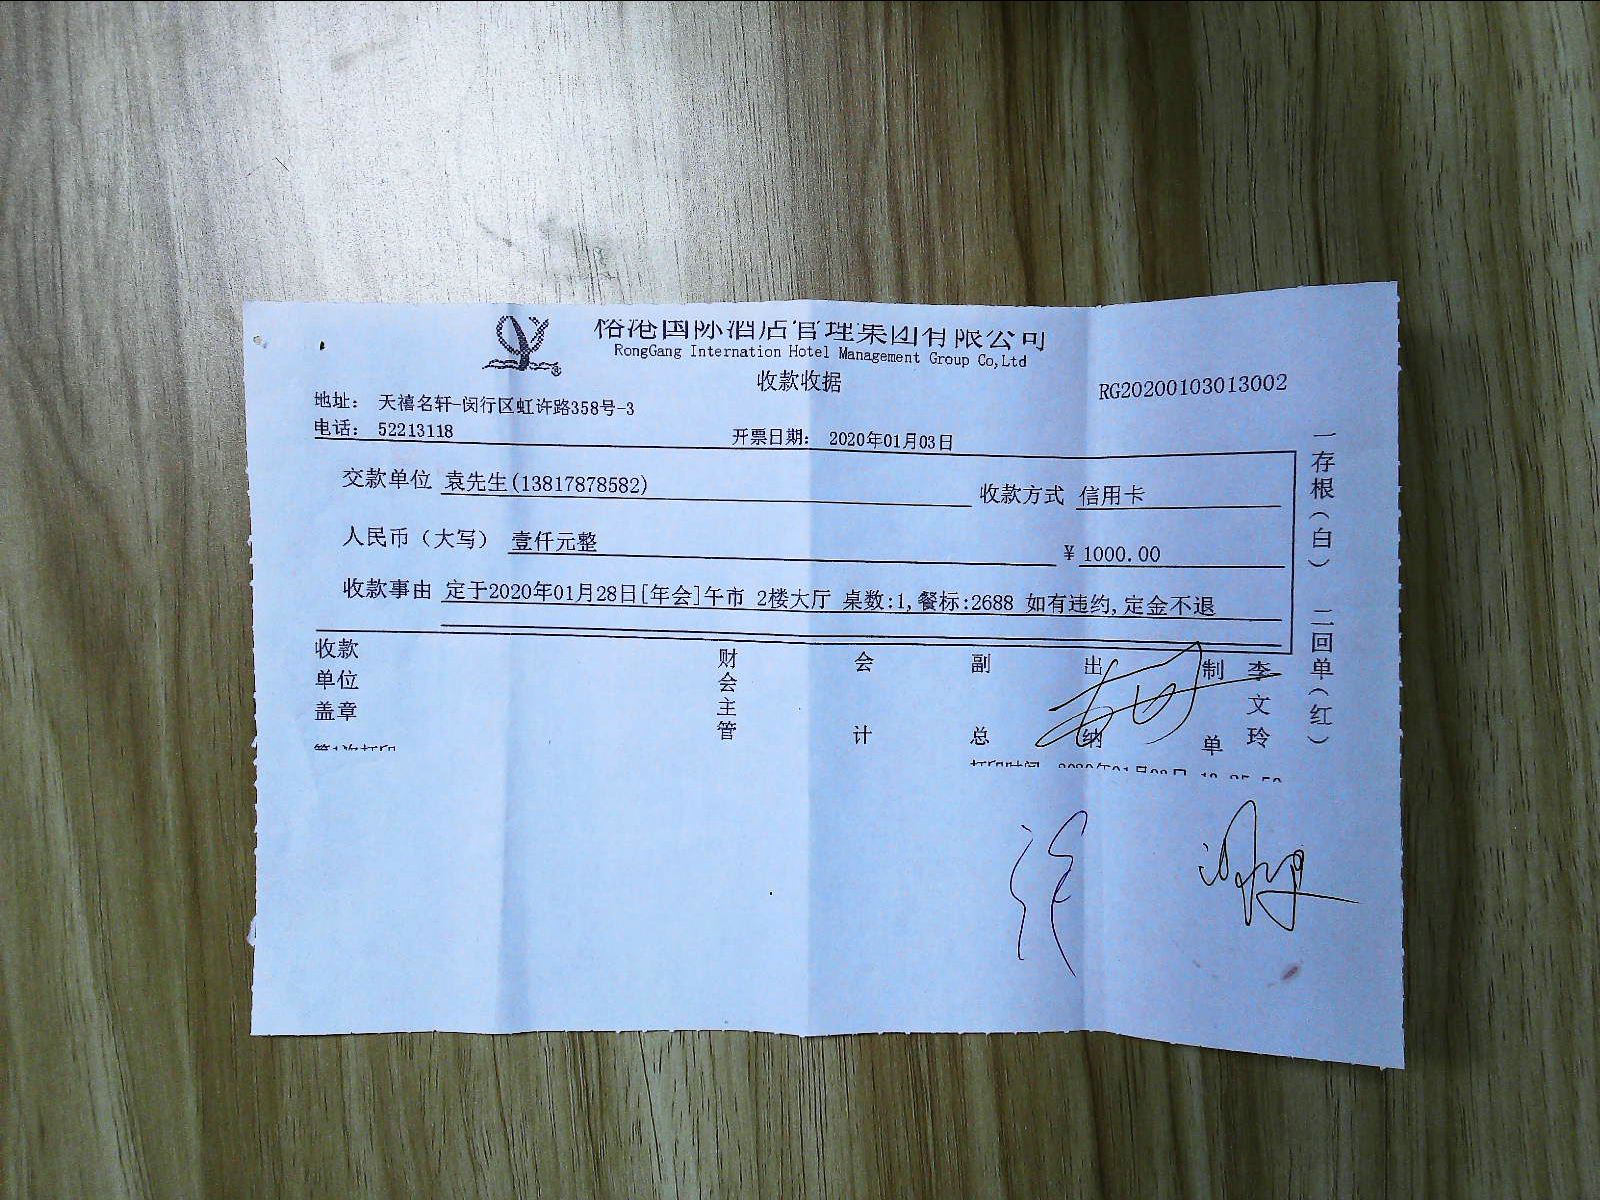 国际酒店管理集团有限公司
RongGang Internation Hotel Management Group Co,Ltd
收款收据
RG20200103013002
地址： 天禧名轩-闵行区虹许路358号-3
电话： 52213118 开票日期： 2020年01月03日
交款单位 袁先生(13817878582) 收款方式 信用卡
人民币（大写） 壹仟元整 ¥ 1000.00
收款事由 定于2020年01月28日[年会]午市 2楼大厅 桌数:1,餐标:2688 如有违约,定金不退
收款单位盖章
财会主管
会计
副总
出纳
制单
李文玲
一存根(白) 二回单(红)